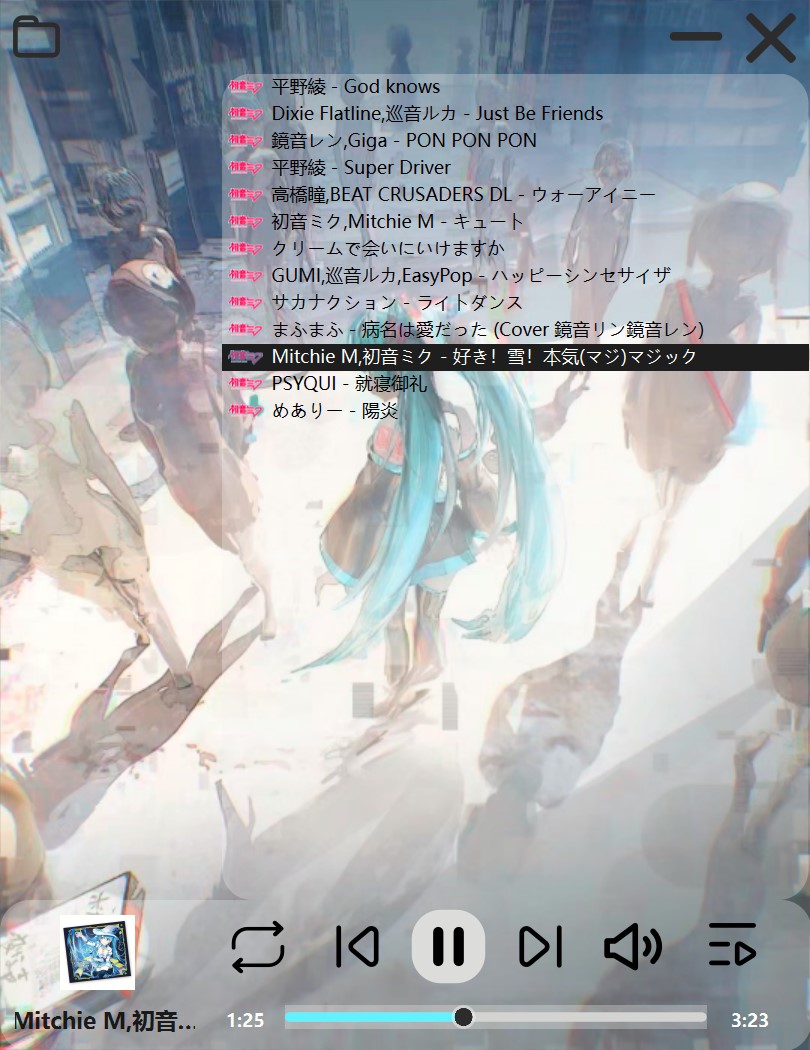 平野綾 - God knows
Dixie Flatline,巡音ルカ - Just Be Friends
鏡音レン,Giga - PON PON PON
平野綾 - Super Driver
高橋瞳,BEAT CRUSADERS DL - ウォーアイニー
初音ミク,Mitchie M - キュート
クリームで会いにいけますか
GUMI,巡音ルカ,EasyPop - ハッピーシンセサイザ
サカナクション - ライトダンス
まふまふ - 病名は愛だった (Cover 鏡音リン鏡音レン)
Mitchie M,初音ミク - 好き！雪！本気(マジ)マジック
PSYQUI - 就寝御礼
めありー - 陽炎
Mitchie M,初音...
1:25
3:23